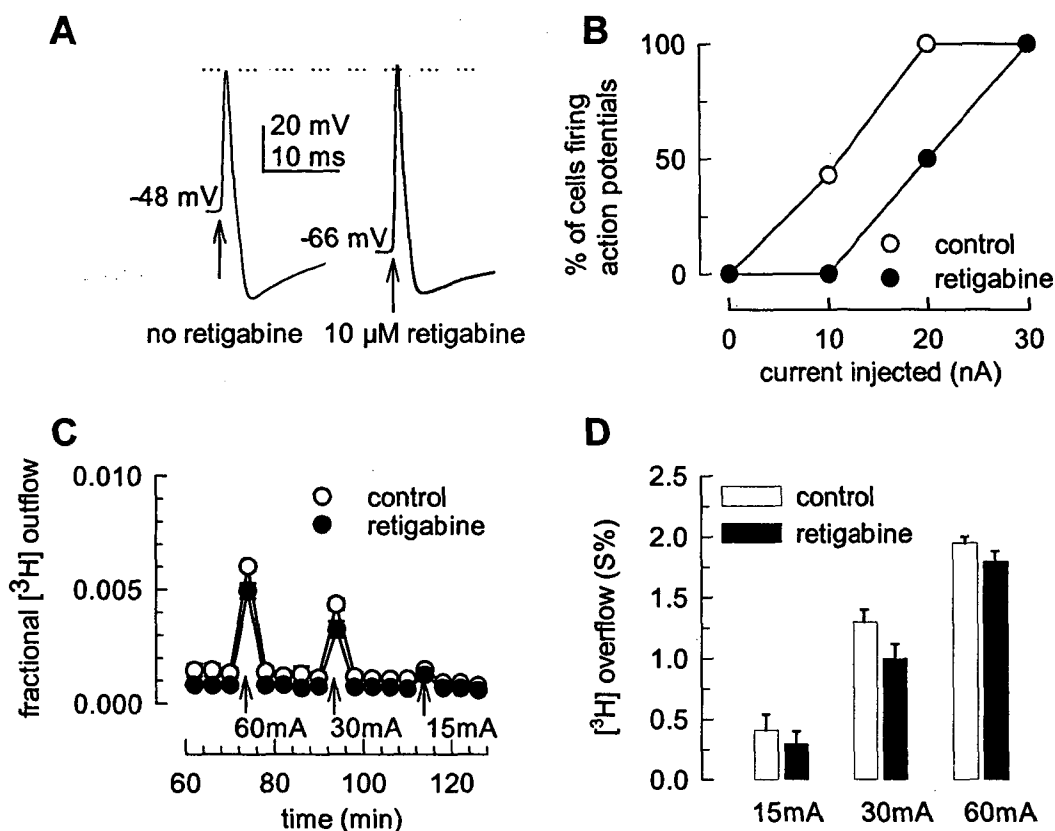 A
20 mV
10 ms
-48 mV
-66 mV
no retigabine
10 µM retigabine
B
% of cells firing
action potentials
100
50
0
control
retigabine
0
10
20
30
current injected (nA)
C
fractional [³H] outflow
0.010
0.005
0.000
control
retigabine
60mA
30mA
15mA
60
80
100
120
time (min)
D
[³H] overflow (S%)
2.5
2.0
1.5
1.0
0.5
0.0
control
retigabine
15mA
30mA
60mA